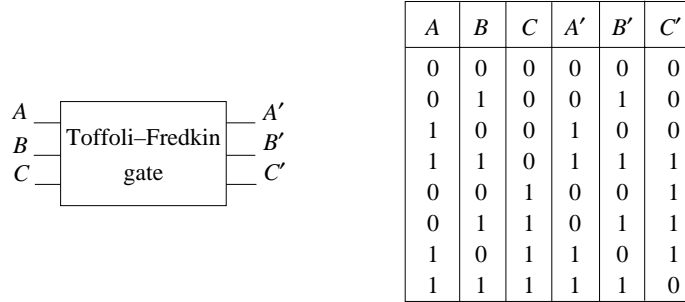 A
B
C
Toffoli–Fredkin
gate
A′
B′
C′
A B C A′ B′ C′
0 0 0 0 0 0
0 1 0 0 1 0
1 0 0 1 0 0
1 1 0 1 1 1
0 0 1 0 0 1
0 1 1 0 1 1
1 0 1 1 0 1
1 1 1 1 1 0